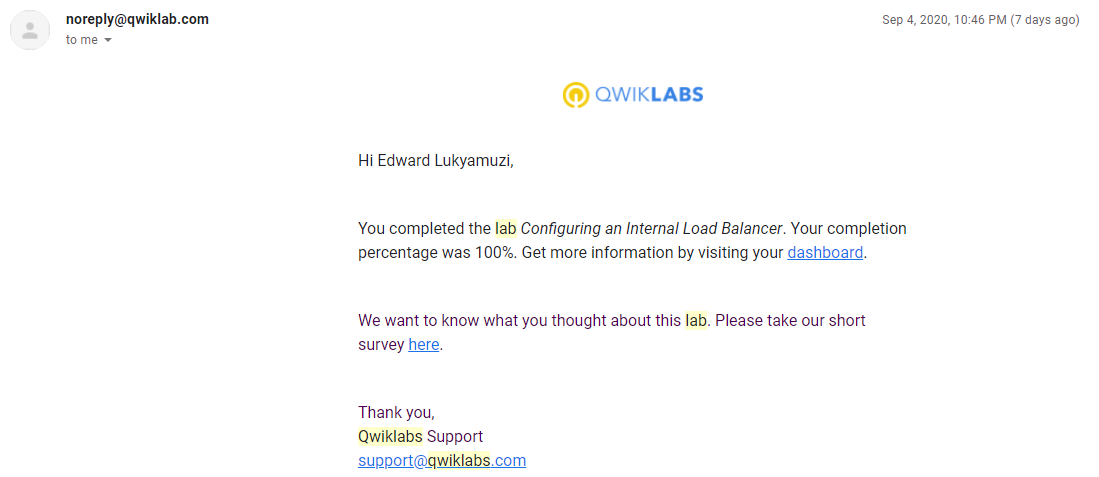 noreply@qwiklab.com
Sep 4, 2020, 10:46 PM (7 days ago)
to me
QWIKLABS
Hi Edward Lukyamuzi,
You completed the lab Configuring an Internal Load Balancer. Your completion
percentage was 100%. Get more information by visiting your dashboard.
We want to know what you thought about this lab. Please take our short
survey here.
Thank you,
Qwiklabs Support
support@qwiklabs.com